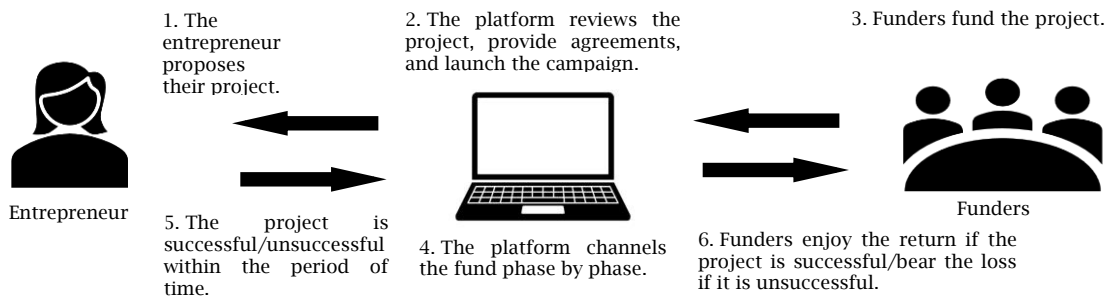 1. The
entrepreneur
proposes
their project.
2. The platform reviews the
project, provide agreements,
and launch the campaign.
3. Funders fund the project.
Entrepreneur
5. The project is
successful/unsuccessful
within the period of
time.
4. The platform channels
the fund phase by phase.
Funders
6. Funders enjoy the return if the
project is successful/bear the loss
if it is unsuccessful.